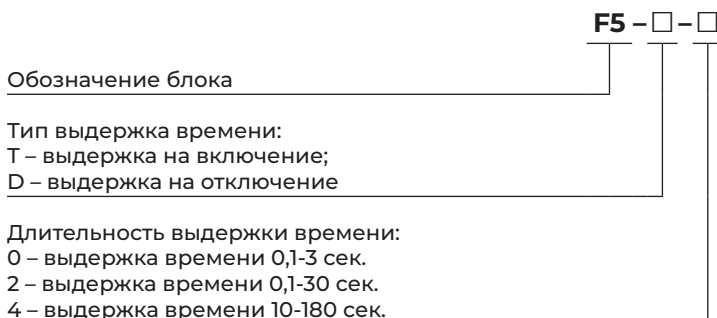 F5 – □ – □
Обозначение блока
Тип выдержка времени:
T – выдержка на включение;
D – выдержка на отключение
Длительность выдержки времени:
0 – выдержка времени 0,1-3 сек.
2 – выдержка времени 0,1-30 сек.
4 – выдержка времени 10-180 сек.